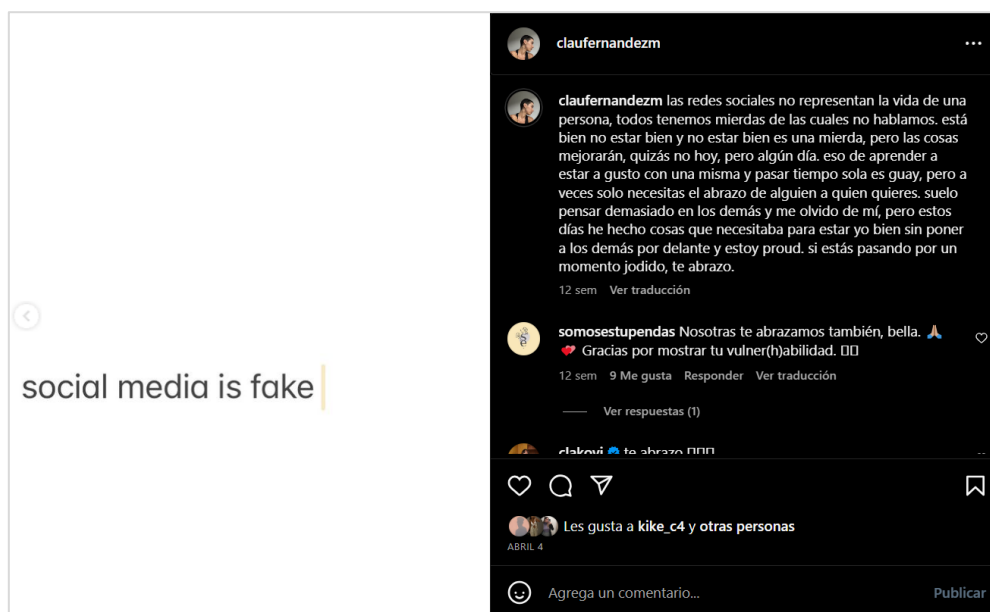 social media is fake
claufernandezm
claufernandezm las redes sociales no representan la vida de una
persona, todos tenemos mierdas de las cuales no hablamos. está
bien no estar bien y no estar bien es una mierda, pero las cosas
mejorarán, quizás no hoy, pero algún día. eso de aprender a
estar a gusto con una misma y pasar tiempo sola es guay, pero a
veces solo necesitas el abrazo de alguien a quien quieres. suelo
pensar demasiado en los demás y me olvido de mí, pero estos
días he hecho cosas que necesitaba para estar yo bien sin poner
a los demás por delante y estoy proud. si estás pasando por un
momento jodido, te abrazo.
12 sem Ver traducción
somosestupendas Nosotras te abrazamos también, bella. 🙏🏼
💕 Gracias por mostrar tu vulner(h)abilidad. ▯▯
12 sem 9 Me gusta Responder Ver traducción
Ver respuestas (1)
clakovi te abrazo ▯▯▯
Les gusta a kike_c4 y otras personas
ABRIL 4
Agrega un comentario...
Publicar